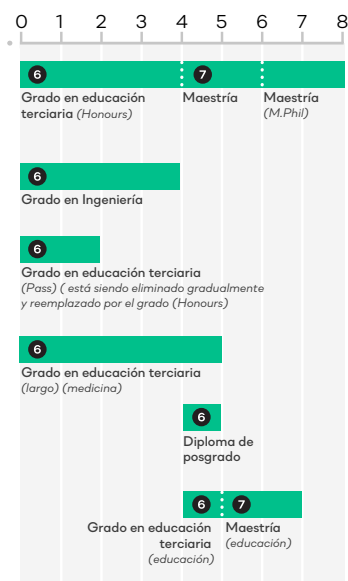 0 1 2 3 4 5 6 8
6 7
Grado en educación Maestría Maestría
terciaria (Honours) (M.Phil)
6
Grado en Ingeniería
6
Grado en educación terciaria
(Pass) ( está siendo eliminado gradualmente
y reemplazado por el grado (Honours)
6
Grado en educación terciaria
(largo) (medicina)
6
Diploma de
posgrado
6 7
Grado en educación Maestría
terciaria (educación)
(educación)